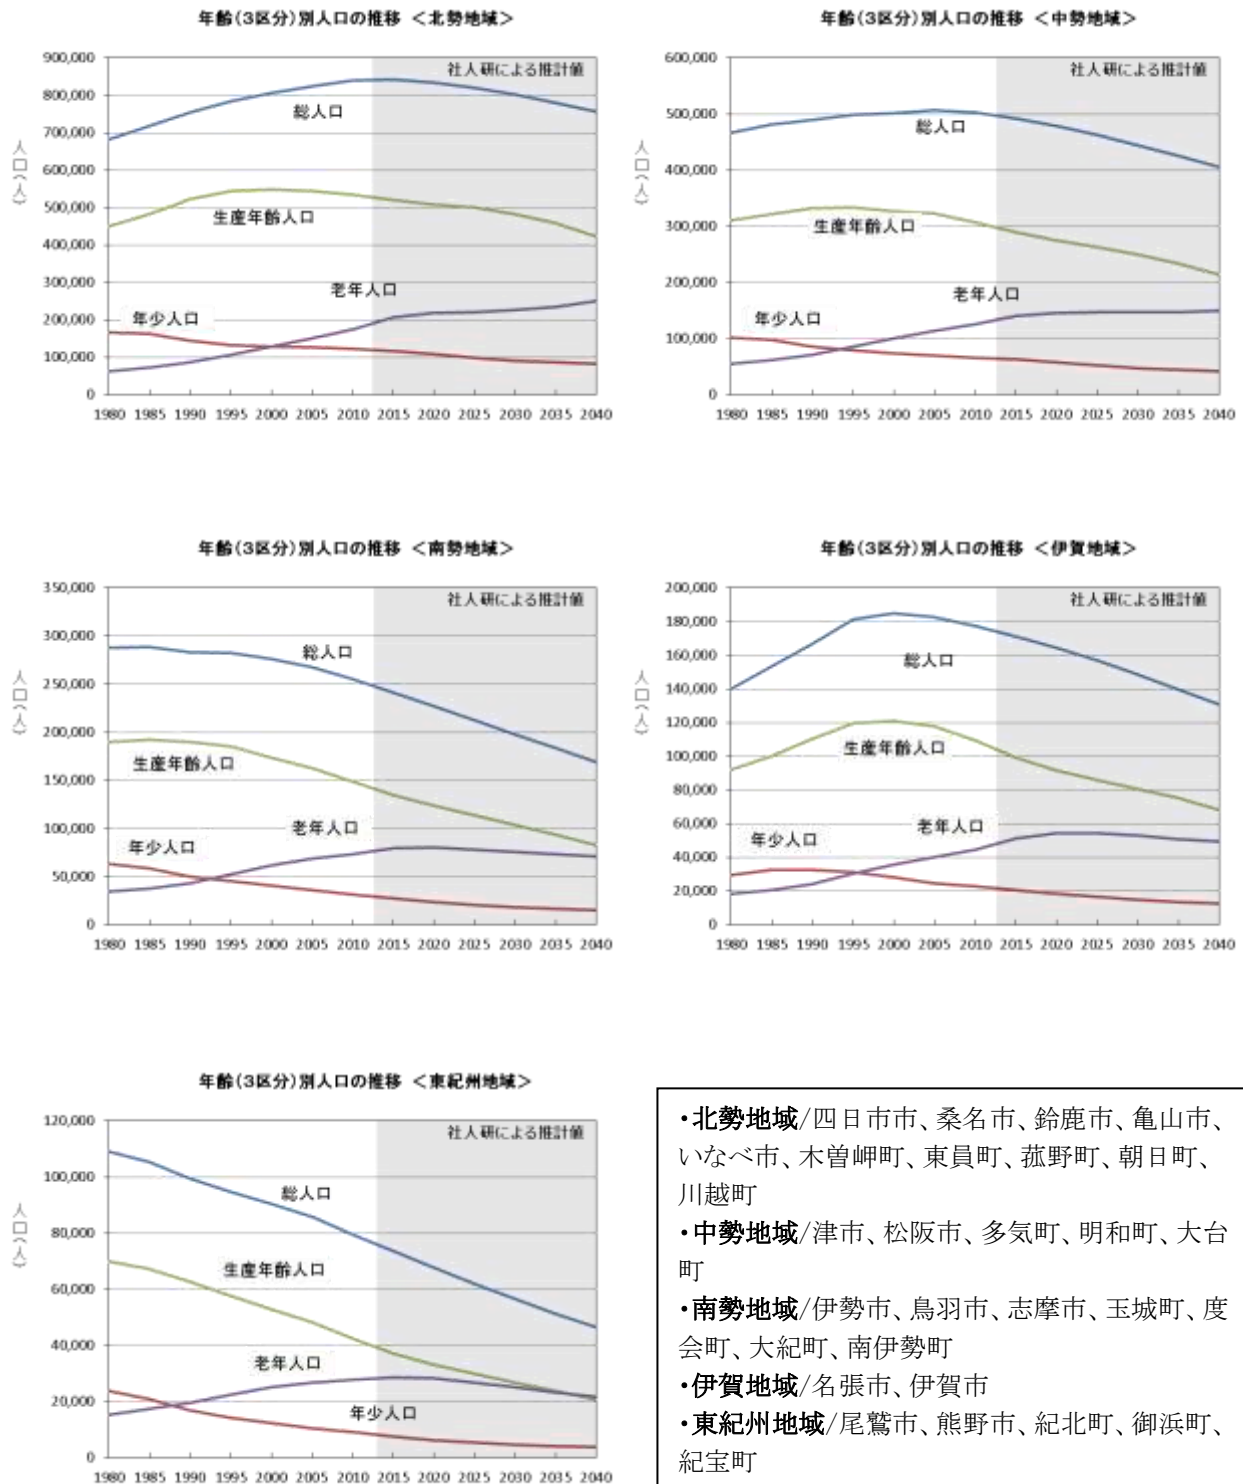 年齢(3区分)別人口の推移 ＜北勢地域＞
社人研による推計値
人口(人)
900,000
800,000
700,000
600,000
500,000
400,000
300,000
200,000
100,000
0
総人口
生産年齢人口
老年人口
年少人口
1980 1985 1990 1995 2000 2005 2010 2015 2020 2025 2030 2035 2040
年齢(3区分)別人口の推移 ＜中勢地域＞
社人研による推計値
人口(人)
600,000
500,000
400,000
300,000
200,000
100,000
0
総人口
生産年齢人口
老年人口
年少人口
1980 1985 1990 1995 2000 2005 2010 2015 2020 2025 2030 2035 2040
年齢(3区分)別人口の推移 ＜南勢地域＞
社人研による推計値
人口(人)
350,000
300,000
250,000
200,000
150,000
100,000
50,000
0
総人口
生産年齢人口
老年人口
年少人口
1980 1985 1990 1995 2000 2005 2010 2015 2020 2025 2030 2035 2040
年齢(3区分)別人口の推移 ＜伊賀地域＞
社人研による推計値
人口(人)
200,000
180,000
160,000
140,000
120,000
100,000
80,000
60,000
40,000
20,000
0
総人口
生産年齢人口
老年人口
年少人口
1980 1985 1990 1995 2000 2005 2010 2015 2020 2025 2030 2035 2040
年齢(3区分)別人口の推移 ＜東紀州地域＞
社人研による推計値
人口(人)
120,000
100,000
80,000
60,000
40,000
20,000
0
総人口
生産年齢人口
老年人口
年少人口
1980 1985 1990 1995 2000 2005 2010 2015 2020 2025 2030 2035 2040
・北勢地域/四日市市、桑名市、鈴鹿市、亀山市、
いなべ市、木曽岬町、東員町、菰野町、朝日町、
川越町
・中勢地域/津市、松阪市、多気町、明和町、大台
町
・南勢地域/伊勢市、鳥羽市、志摩市、玉城町、度
会町、大紀町、南伊勢町
・伊賀地域/名張市、伊賀市
・東紀州地域/尾鷲市、熊野市、紀北町、御浜町、
紀宝町